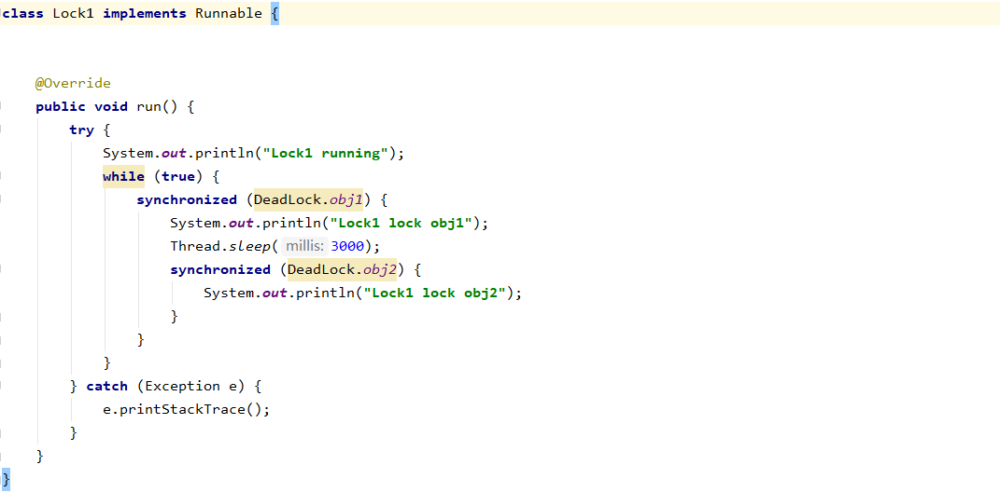 class Lock1 implements Runnable {
@Override
public void run() {
try {
System.out.println("Lock1 running");
while (true) {
synchronized (DeadLock.obj1) {
System.out.println("Lock1 lock obj1");
Thread.sleep( millis: 3000);
synchronized (DeadLock.obj2) {
System.out.println("Lock1 lock obj2");
}
}
}
} catch (Exception e) {
e.printStackTrace();
}
}
}